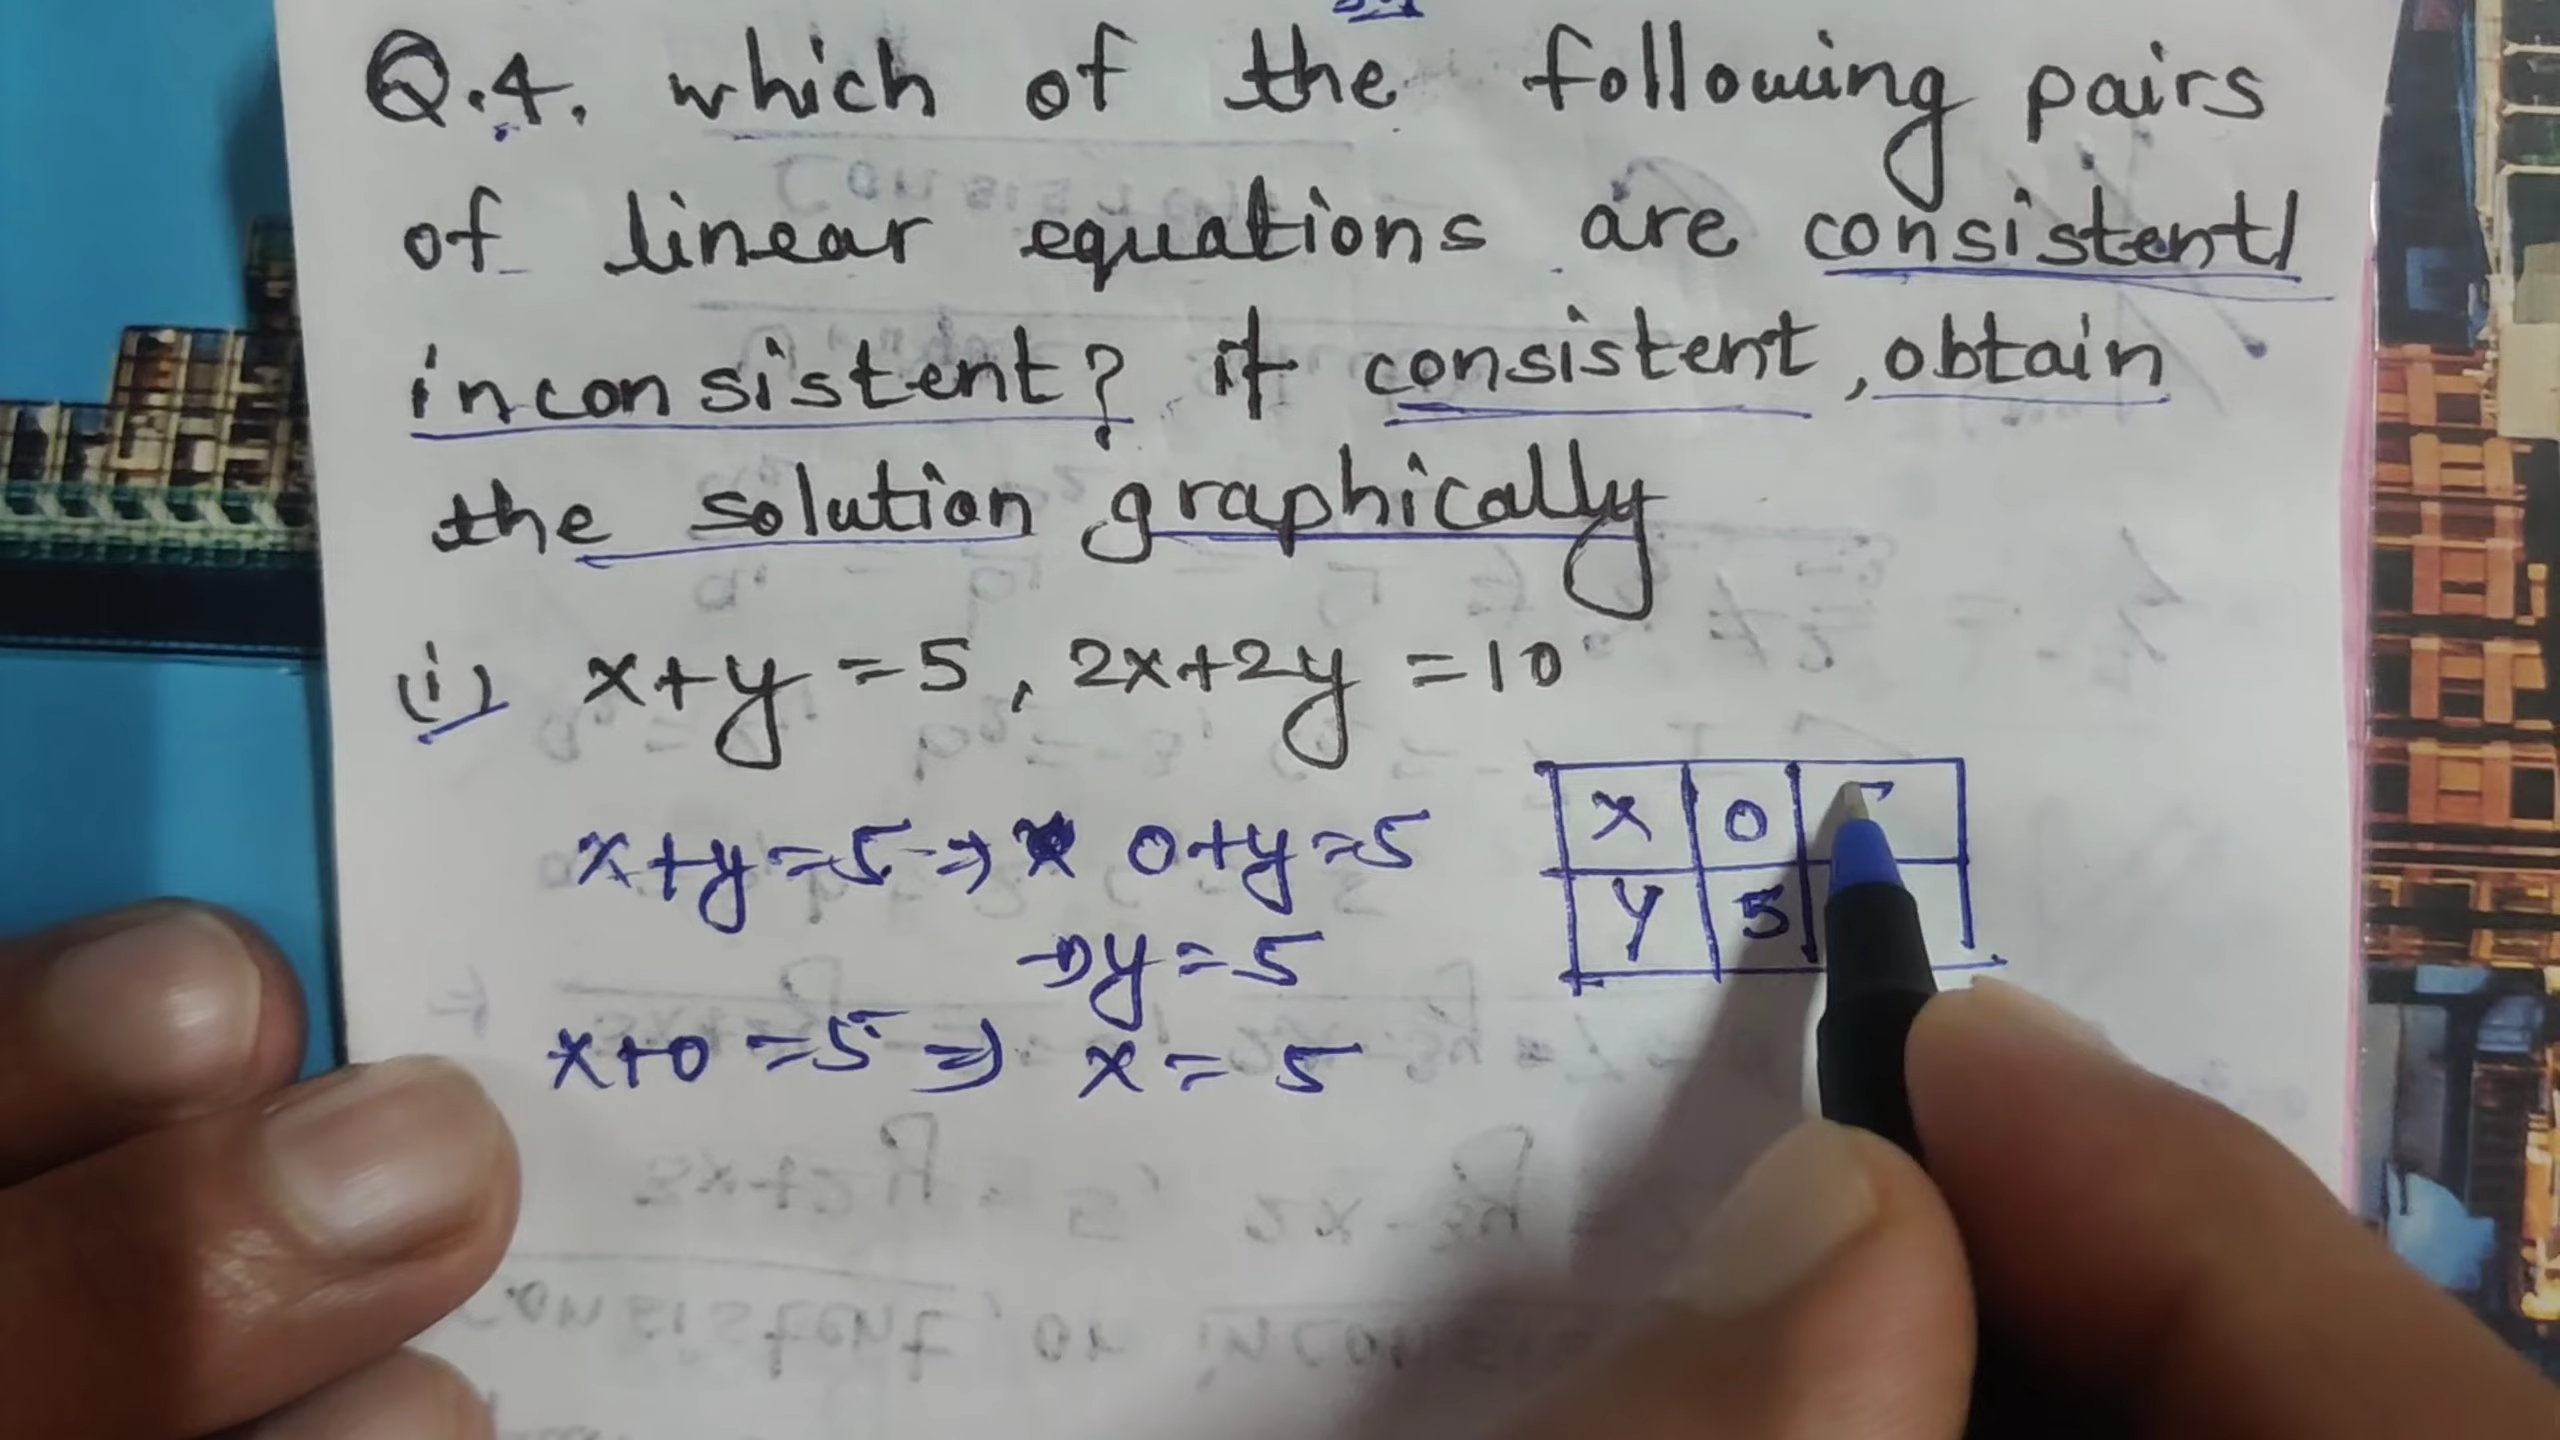 Q.4. which of the following pairs
of linear equations are consistent/
inconsistent? if consistent, obtain
the solution graphically
(i) x+y=5, 2x+2y=10
x+y=5 ⇒ 0+y=5
⇒ y=5
x+0=5 ⇒ x=5
x 0
y 5